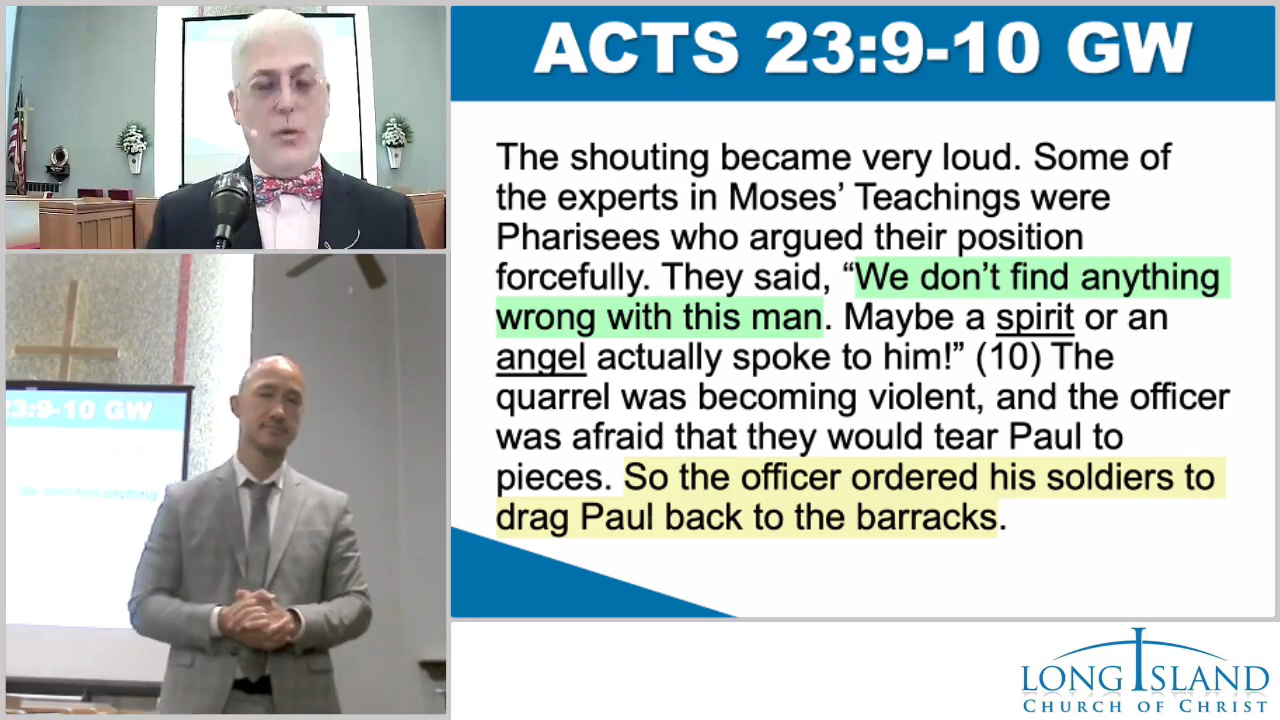 ACTS 23:9-10 GW
The shouting became very loud. Some of
the experts in Moses’ Teachings were
Pharisees who argued their position
forcefully. They said, “We don’t find anything
wrong with this man. Maybe a spirit or an
angel actually spoke to him!” (10) The
quarrel was becoming violent, and the officer
was afraid that they would tear Paul to
pieces. So the officer ordered his soldiers to
drag Paul back to the barracks.
23:9-10 GW
We don't find anything
LONG ISLAND
CHURCH OF CHRIST